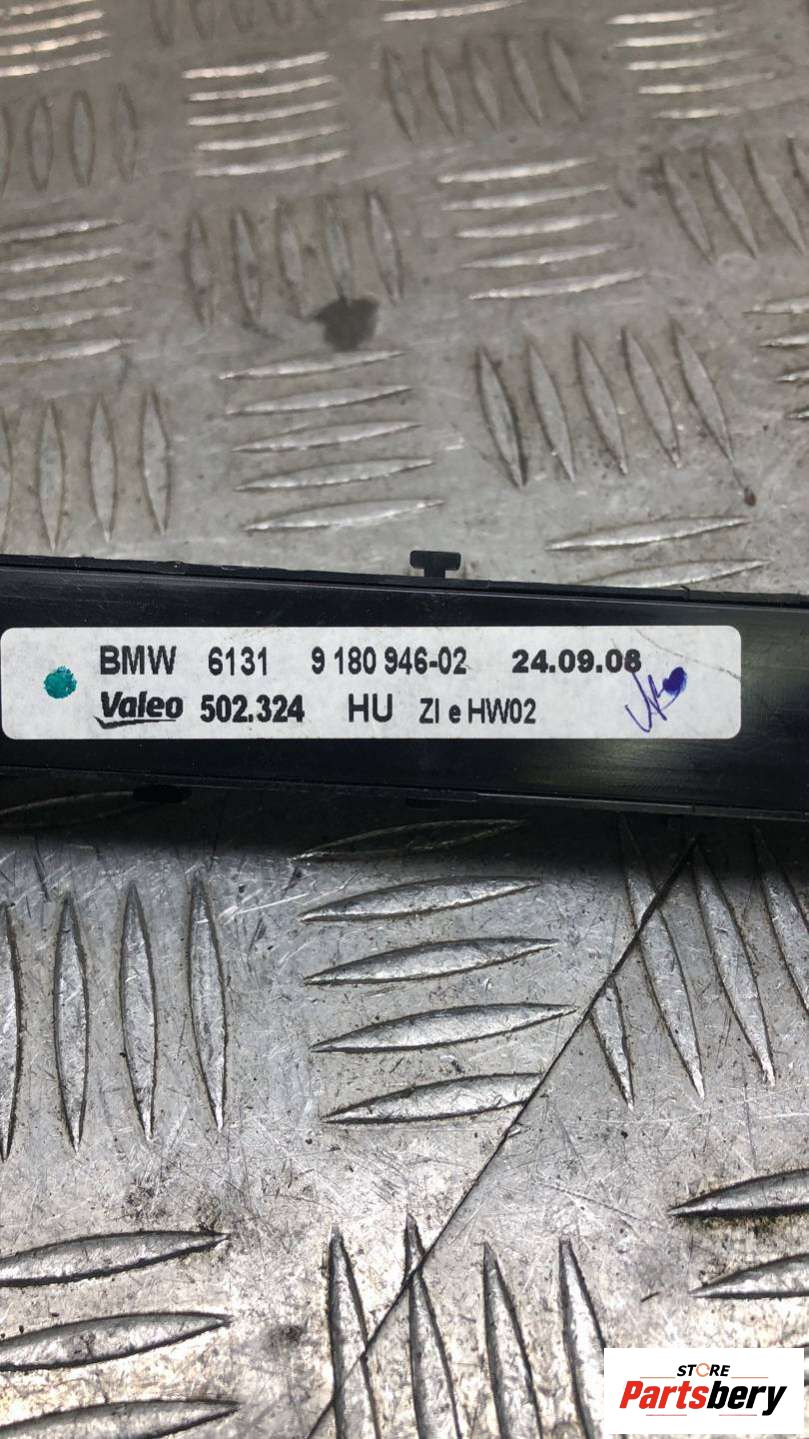 BMW 6131 9 180 946-02 24.09.08
Valeo 502.324 HU ZI e HW02
STORE
Partsbery